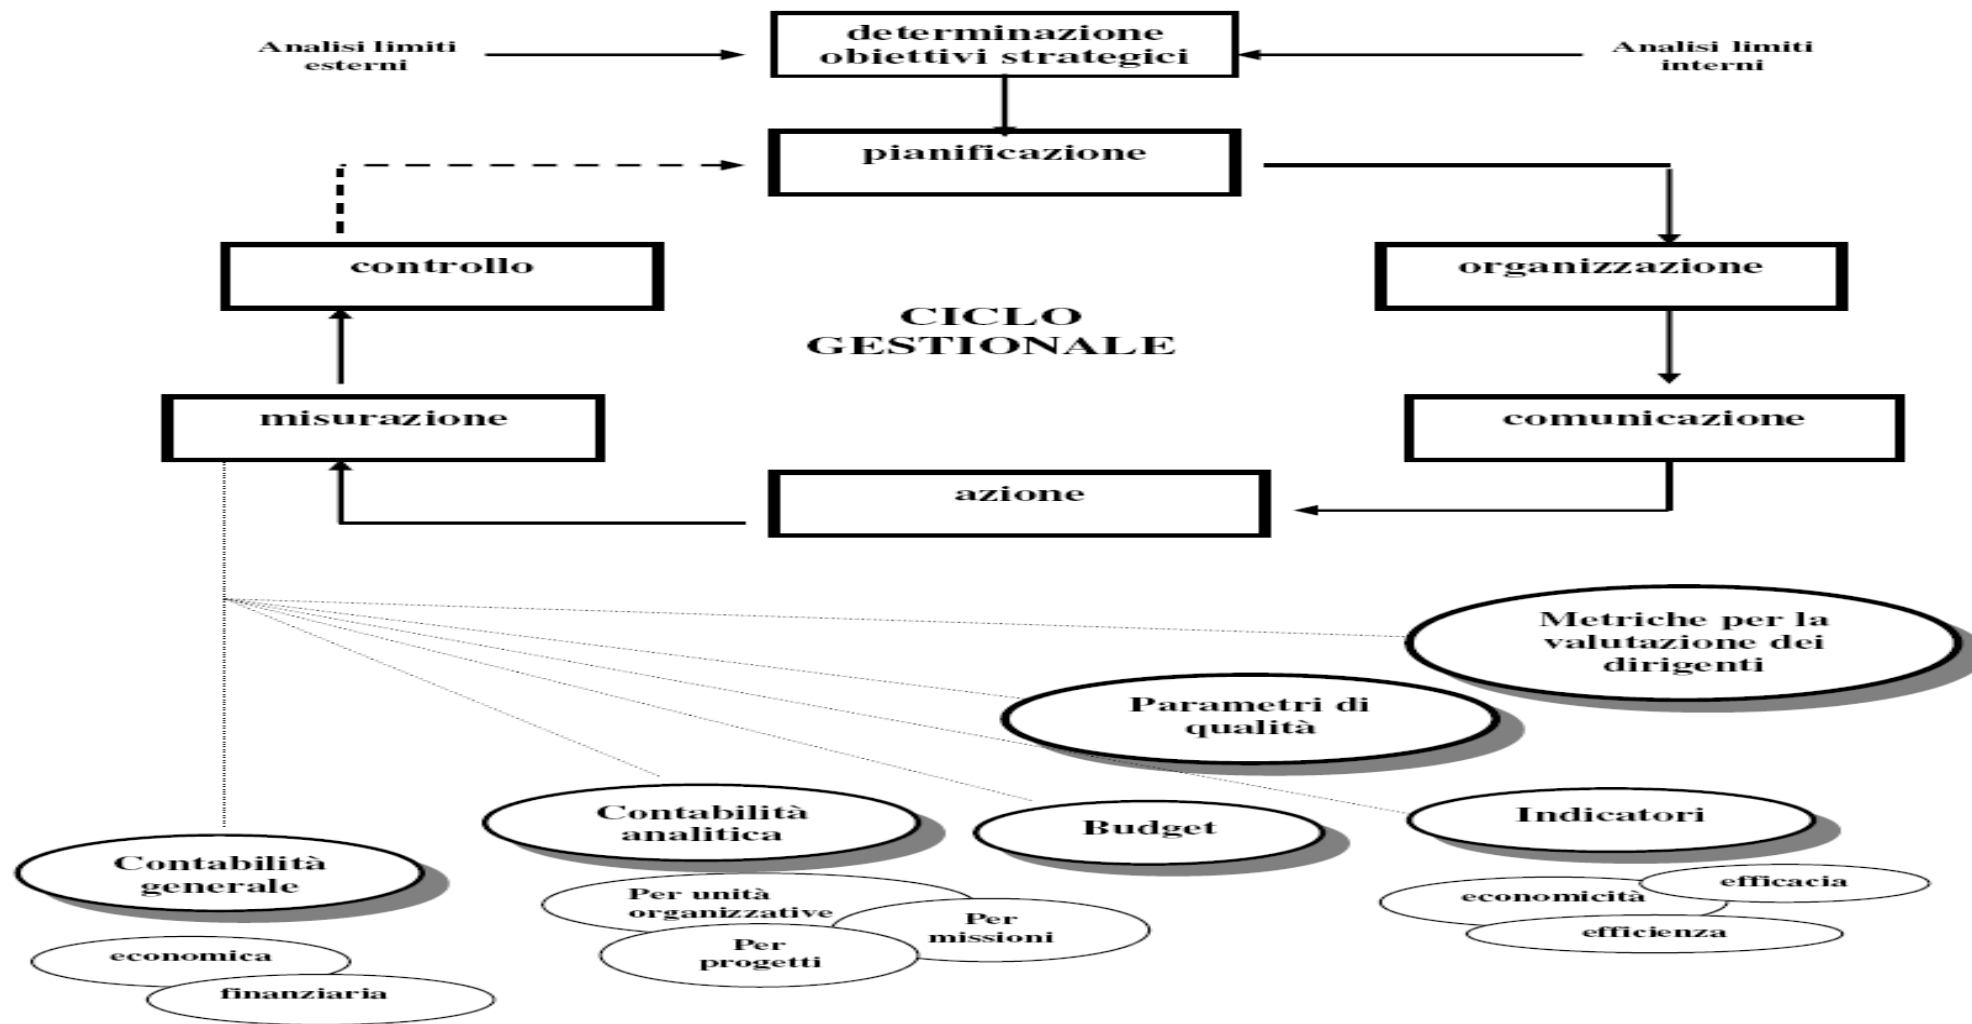 determinazione
obiettivi strategici
Analisi limiti
esterni
Analisi limiti
interni
pianificazione
controllo
organizzazione
CICLO
GESTIONALE
misurazione
comunicazione
azione
Metriche per la
valutazione dei
dirigenti
Parametri di
qualità
Contabilità
analitica
Budget
Indicatori
Contabilità
generale
Per unità
organizzative
Per
missioni
Per
progetti
economicità
efficacia
efficienza
economica
finanziaria